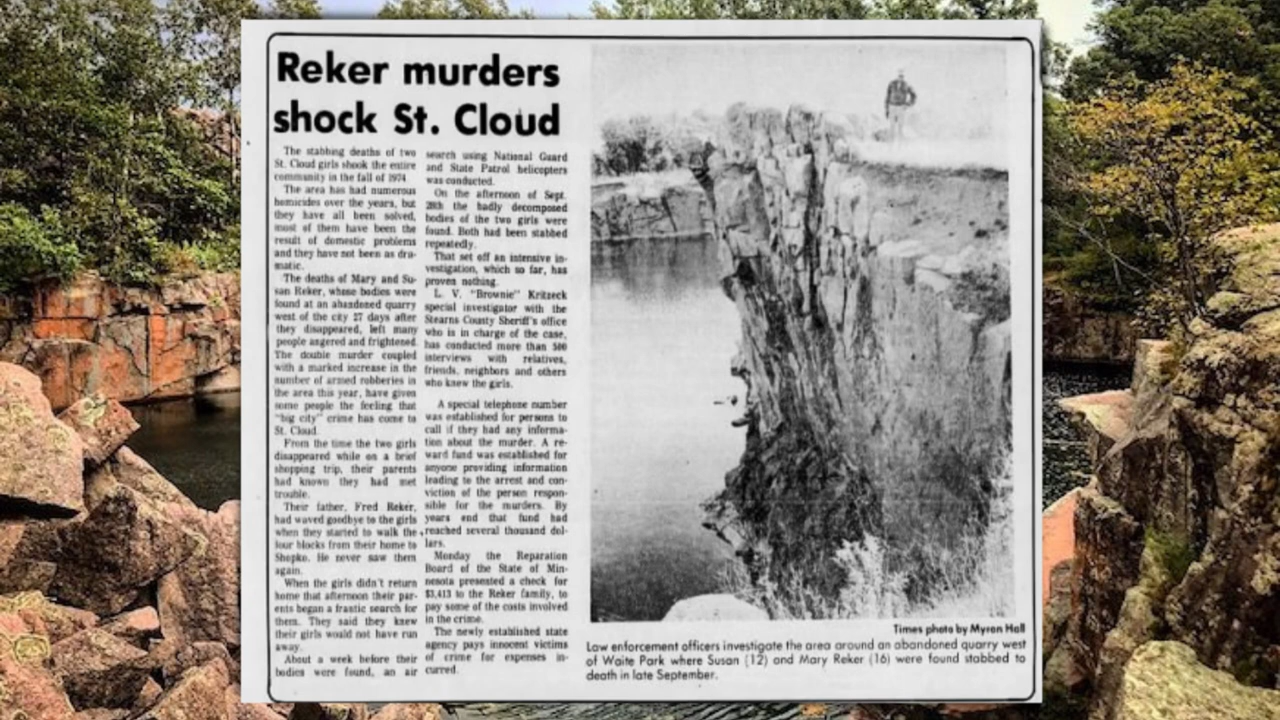 Reker murders
shock St. Cloud
The stabbing deaths of two
St. Cloud girls shook the entire
community in the fall of 1974.
The area has had numerous
homicides over the years, but
they have all been solved,
most of them have been the
result of domestic problems
and they have not been as dra-
matic.
The deaths of Mary and Su-
san Reker, whose bodies were
found at an abandoned quarry
west of the city 27 days after
they disappeared, left many
people angered and frightened.
The double murder coupled
with a marked increase in the
number of armed robberies in
the area this year, have given
some people the feeling that
"big city" crime has come to
St. Cloud.
From the time the two girls
disappeared while on a brief
shopping trip, their parents
had known they had met
trouble.
Their father, Fred Reker,
had waved goodbye to the girls
when they started to walk the
four blocks from their home to
Shopko. He never saw them
again.
When the girls didn't return
home that afternoon their par-
ents began a frantic search for
them. They said they knew
their girls would not have run
away.
About a week before their
bodies were found, an air
search using National Guard
and State Patrol helicopters
was conducted.
On the afternoon of Sept.
28th the badly decomposed
bodies of the two girls were
found. Both had been stabbed
repeatedly.
That set off an intensive in-
vestigation, which so far, has
proven nothing.
L. V. "Brownie" Kritzeck
special investigator with the
Stearns County Sheriff's office
who is in charge of the case,
has conducted more than 500
interviews with relatives,
friends, neighbors and others
who knew the girls.
A special telephone number
was established for persons to
call if they had any informa-
tion about the murder. A re-
ward fund was established for
anyone providing information
leading to the arrest and con-
viction of the person respon-
sible for the murders. By
years end that fund had
reached several thousand dol-
lars.
Monday the Reparation
Board of the State of Min-
nesota presented a check for
$3,413 to the Reker family, to
pay some of the costs involved
in the crime.
The newly established state
agency pays innocent victims
of crime for expenses in-
curred.
Times photo by Myron Hall
Law enforcement officers investigate the area around an abandoned quarry west
of Waite Park where Susan (12) and Mary Reker (16) were found stabbed to
death in late September.